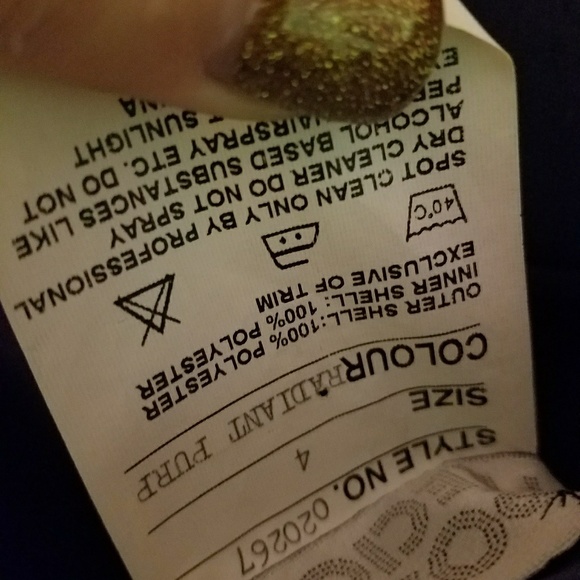 STYLE NO. 020267
SIZE 4
COLOUR RADIANT PURP
OUTER SHELL:100% POLYESTER
INNER SHELL: 100% POLYESTER
EXCLUSIVE OF TRIM
40°C
SPOT CLEAN ONLY BY PROFESSIONAL
DRY CLEANER DO NOT SPRAY
ALCOHOL BASED SUBSTANCES LIKE
HAIRSPRAY ETC. DO NOT
SUNLIGHT